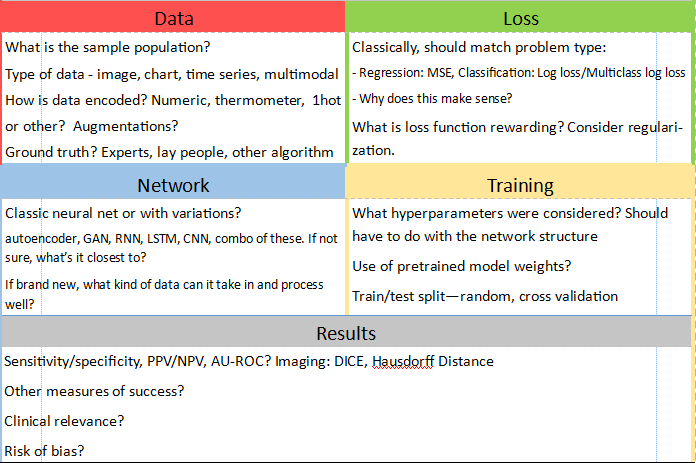 Data
What is the sample population?
Type of data - image, chart, time series, multimodal
How is data encoded? Numeric, thermometer, 1hot
or other? Augmentations?
Ground truth? Experts, lay people, other algorithm
Loss
Classically, should match problem type:
- Regression: MSE, Classification: Log loss/Multiclass log loss
- Why does this make sense?
What is loss function rewarding? Consider regulari-
zation.
Network
Classic neural net or with variations?
autoencoder, GAN, RNN, LSTM, CNN, combo of these. If not
sure, what's it closest to?
If brand new, what kind of data can it take in and process
well?
Training
What hyperparameters were considered? Should
have to do with the network structure
Use of pretrained model weights?
Train/test split—random, cross validation
Results
Sensitivity/specificity, PPV/NPV, AU-ROC? Imaging: DICE, Hausdorff Distance
Other measures of success?
Clinical relevance?
Risk of bias?